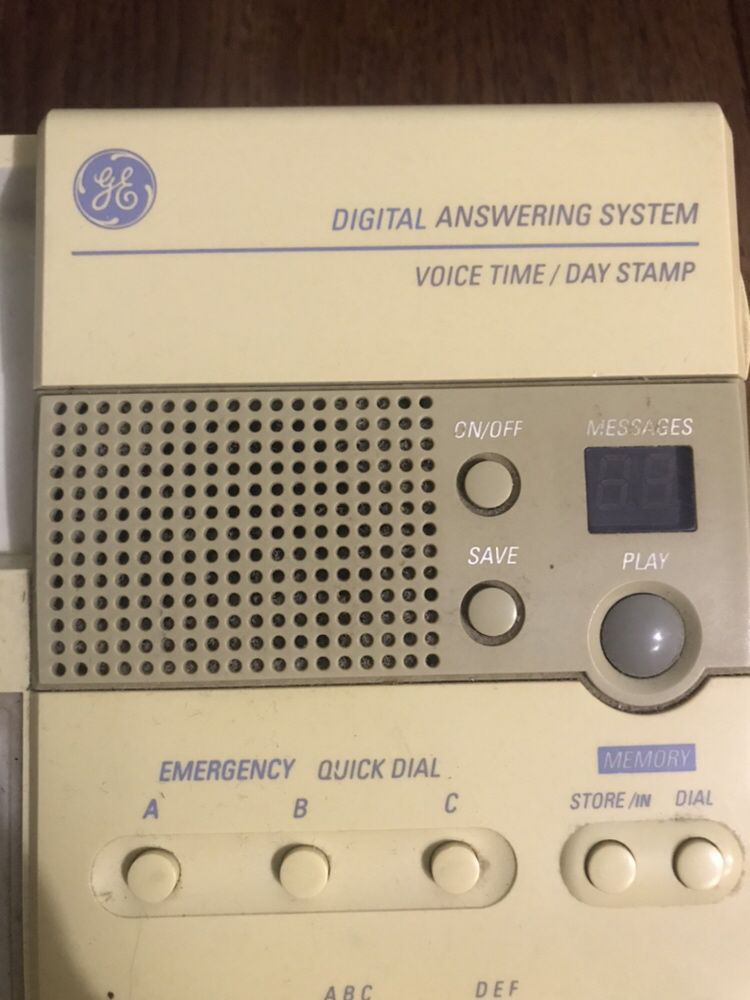 GE
DIGITAL ANSWERING SYSTEM
VOICE TIME / DAY STAMP
ON/OFF
MESSAGES
SAVE
PLAY
EMERGENCY QUICK DIAL
MEMORY
A B C
STORE /IN DIAL
ABC DEF